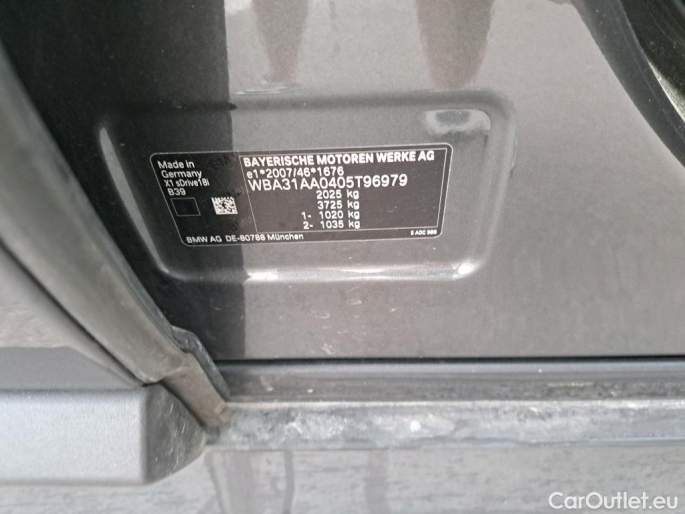 Made in
Germany
X1 sDrive18i
B39
BAYERISCHE MOTOREN WERKE AG
e1*2007/46*1676
WBA31AA0405T96979
2025 kg
3725 kg
1- 1020 kg
2- 1035 kg
BMW AG DE-80788 München
CarOutlet.eu